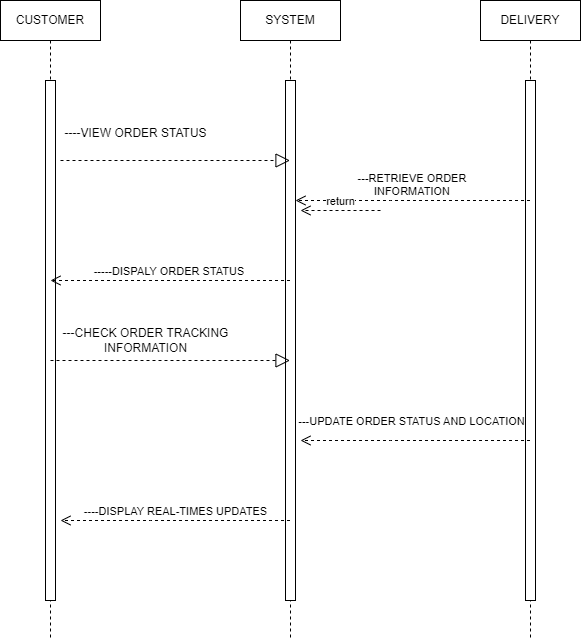 CUSTOMER
SYSTEM
DELIVERY
----VIEW ORDER STATUS
---RETRIEVE ORDER
INFORMATION
return
-----DISPALY ORDER STATUS
---CHECK ORDER TRACKING
INFORMATION
---UPDATE ORDER STATUS AND LOCATION
----DISPLAY REAL-TIMES UPDATES